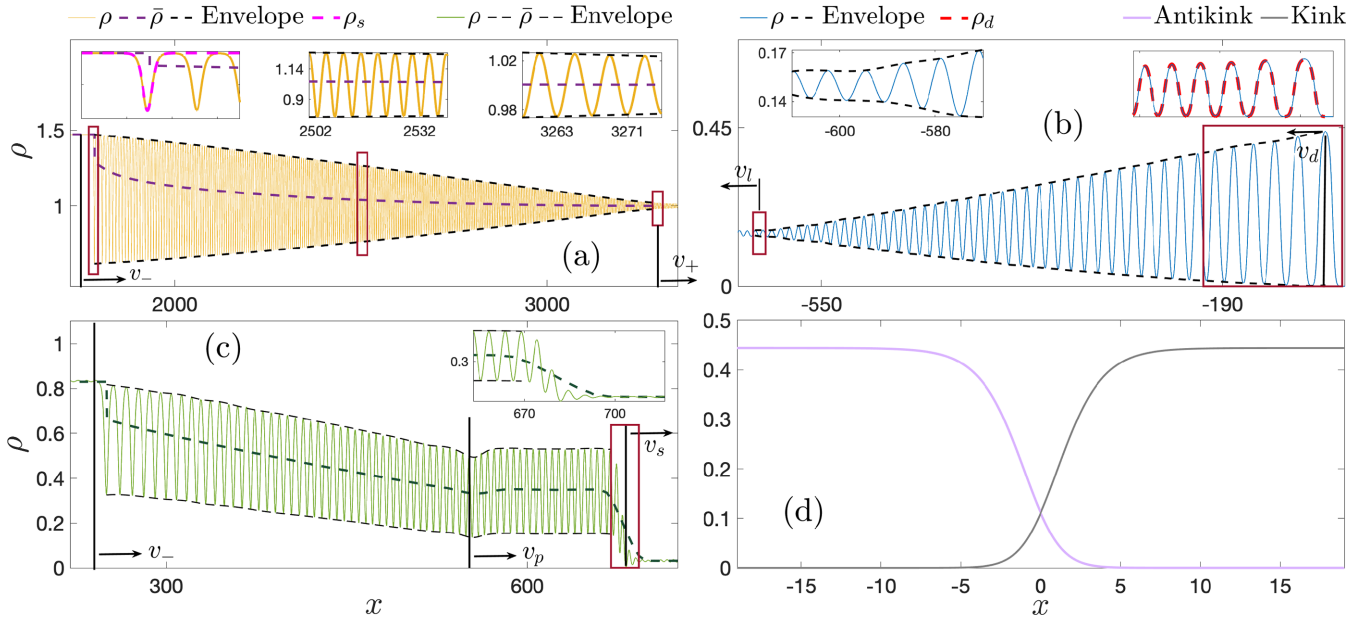 ρ ρ̄ Envelope ρ_s
ρ ρ̄ Envelope
ρ Envelope ρ_d
Antikink Kink
ρ
1.5
1
1.14
0.9
2502 2532
1.02
0.98
3263 3271
(a)
v_- v_+
2000 3000
0.45
0
0.17
0.14
-600 -580
(b)
v_l v_d
-550 -190
ρ
1
0.8
0.6
0.4
0.2
0
(c)
0.3
670 700
v_s
v_- v_p
300 600
x
0.5
0.4
0.3
0.2
0.1
0
(d)
-15 -10 -5 0 5 10 15
x